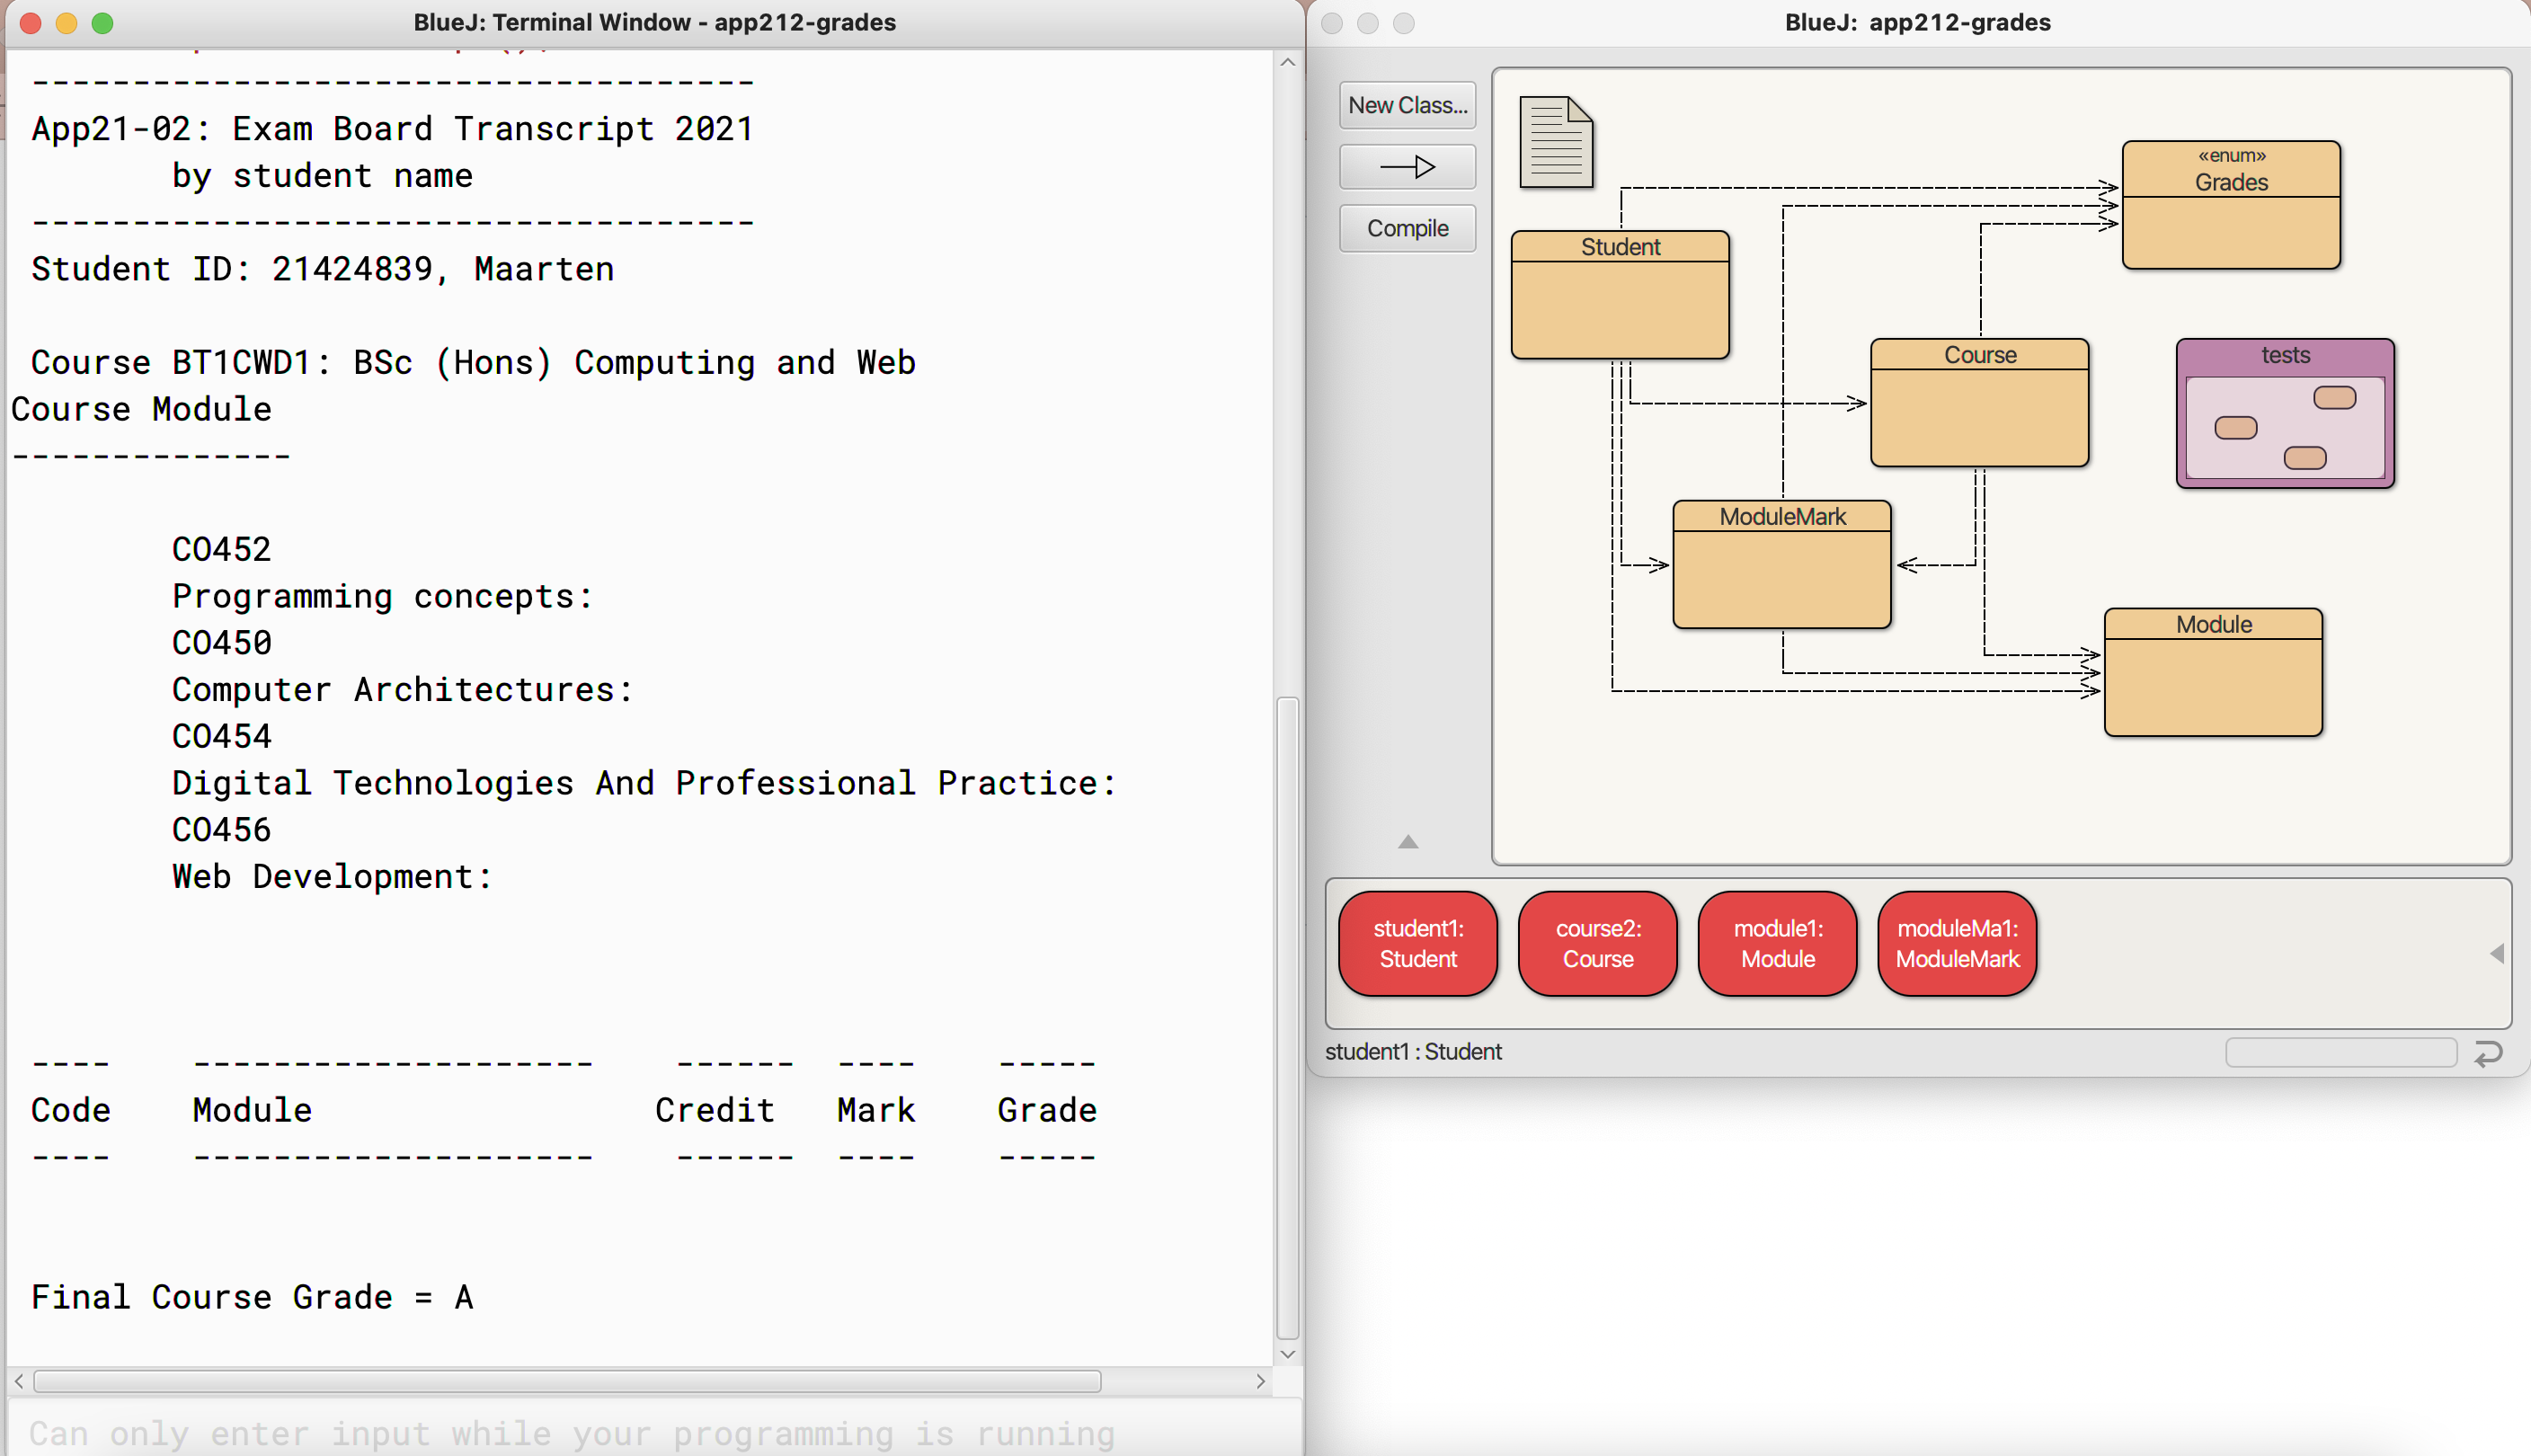 BlueJ: Terminal Window - app212-grades
-------------------------------------
App21-02: Exam Board Transcript 2021
by student name
-------------------------------------
Student ID: 21424839, Maarten
Course BT1CWD1: BSc (Hons) Computing and Web
Course Module
--------------
CO452
Programming concepts:
CO450
Computer Architectures:
CO454
Digital Technologies And Professional Practice:
CO456
Web Development:
---- -------------------- ------ ---- -----
Code Module Credit Mark Grade
---- -------------------- ------ ---- -----
Final Course Grade = A
Can only enter input while your programming is running
BlueJ: app212-grades
New Class...
Compile
«enum»
Grades
Student
Course
tests
ModuleMark
Module
student1:
Student
course2:
Course
module1:
Module
moduleMa1:
ModuleMark
student1 : Student